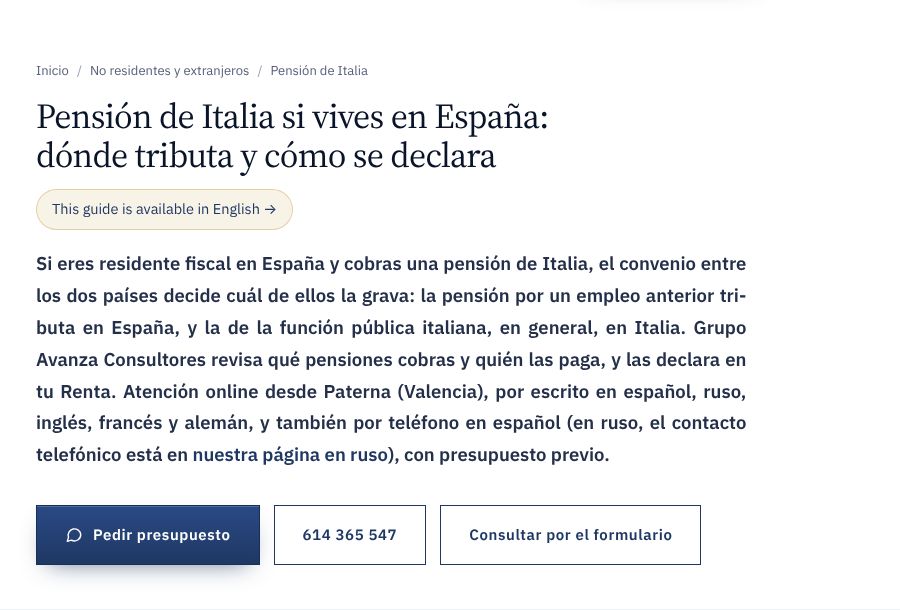 Inicio / No residentes y extranjeros / Pensión de Italia
Pensión de Italia si vives en España:
dónde tributa y cómo se declara
This guide is available in English →
Si eres residente fiscal en España y cobras una pensión de Italia, el convenio entre
los dos países decide cuál de ellos la grava: la pensión por un empleo anterior tri-
buta en España, y la de la función pública italiana, en general, en Italia. Grupo
Avanza Consultores revisa qué pensiones cobras y quién las paga, y las declara en
tu Renta. Atención online desde Paterna (Valencia), por escrito en español, ruso,
inglés, francés y alemán, y también por teléfono en español (en ruso, el contacto
telefónico está en nuestra página en ruso), con presupuesto previo.
Pedir presupuesto
614 365 547
Consultar por el formulario